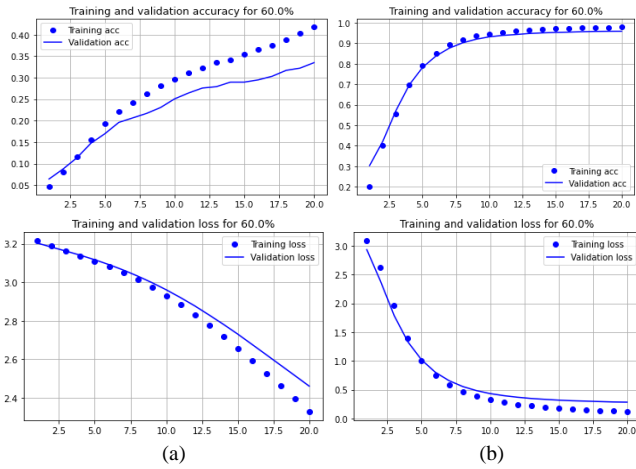 Training and validation accuracy for 60.0%
0.40
0.35
0.30
0.25
0.20
0.15
0.10
0.05
Training acc
Validation acc
2.5 5.0 7.5 10.0 12.5 15.0 17.5 20.0
Training and validation accuracy for 60.0%
1.0
0.9
0.8
0.7
0.6
0.5
0.4
0.3
0.2
Training acc
Validation acc
2.5 5.0 7.5 10.0 12.5 15.0 17.5 20.0
Training and validation loss for 60.0%
3.2
3.0
2.8
2.6
2.4
Training loss
Validation loss
2.5 5.0 7.5 10.0 12.5 15.0 17.5 20.0
Training and validation loss for 60.0%
3.0
2.5
2.0
1.5
1.0
0.5
0.0
Training loss
Validation loss
2.5 5.0 7.5 10.0 12.5 15.0 17.5 20.0
(a)
(b)